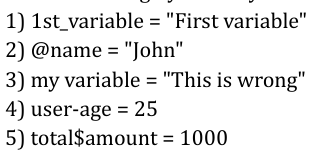 1) 1st_variable = "First variable"
2) @name = "John"
3) my variable = "This is wrong"
4) user-age = 25
5) total$amount = 1000